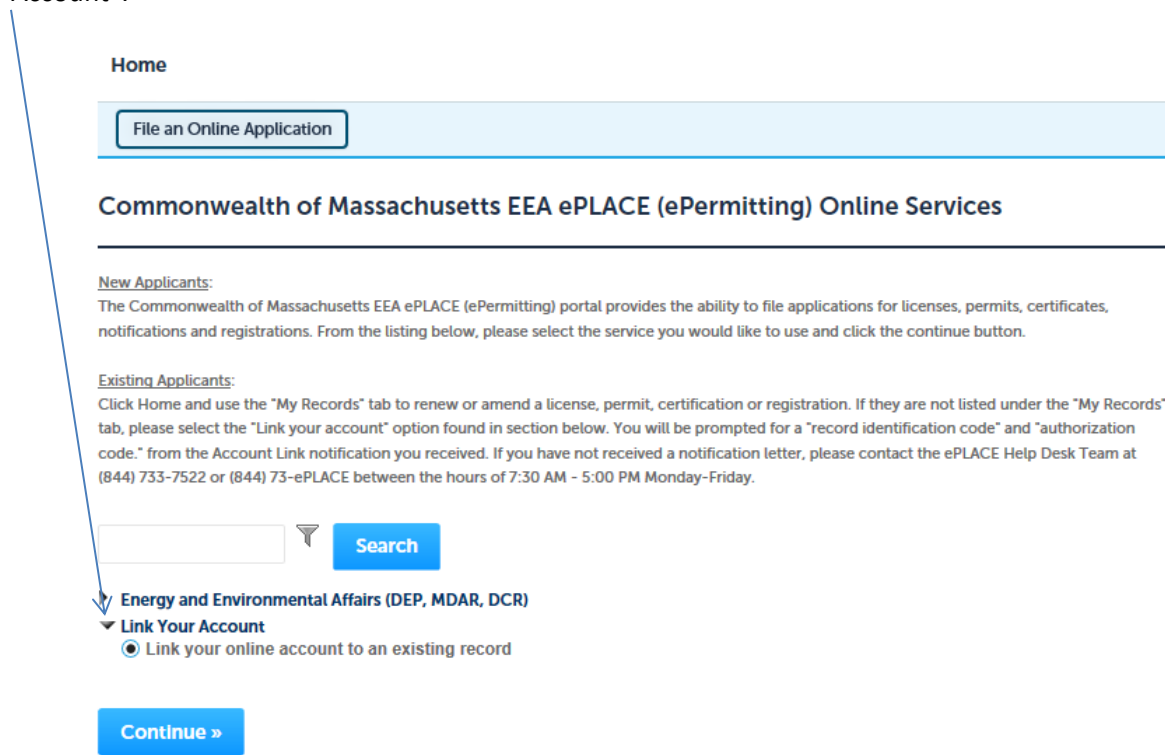 Home
File an Online Application
Commonwealth of Massachusetts EEA ePLACE (ePermitting) Online Services
New Applicants:
The Commonwealth of Massachusetts EEA ePLACE (ePermitting) portal provides the ability to file applications for licenses, permits, certificates,
notifications and registrations. From the listing below, please select the service you would like to use and click the continue button.
Existing Applicants:
Click Home and use the "My Records" tab to renew or amend a license, permit, certification or registration. If they are not listed under the "My Records"
tab, please select the "Link your account" option found in section below. You will be prompted for a "record identification code" and "authorization
code." from the Account Link notification you received. If you have not received a notification letter, please contact the ePLACE Help Desk Team at
(844) 733-7522 or (844) 73-ePLACE between the hours of 7:30 AM - 5:00 PM Monday-Friday.
Search
Energy and Environmental Affairs (DEP, MDAR, DCR)
Link Your Account
Link your online account to an existing record
Continue »